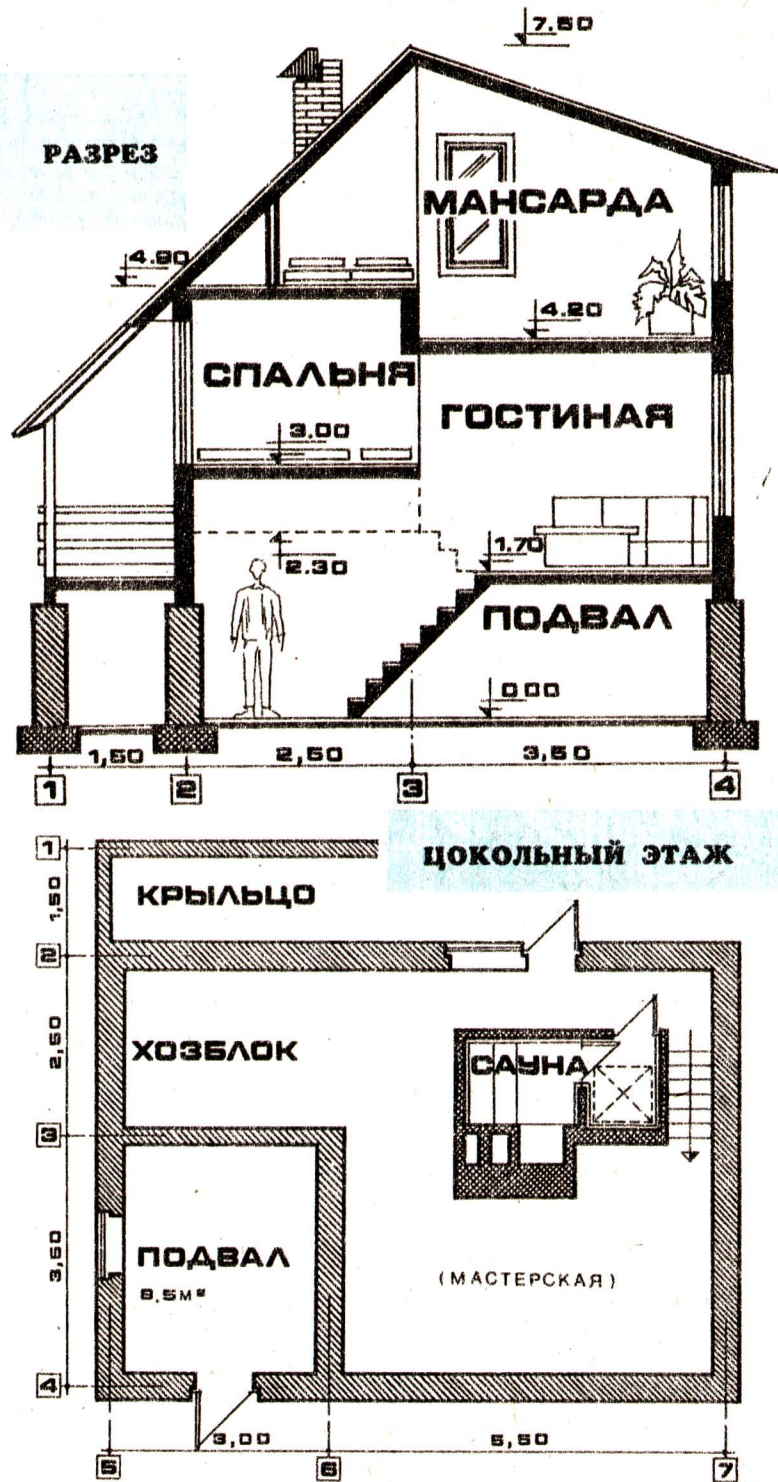 7.50
РАЗРЕЗ
МАНСАРДА
4.90
4.20
СПАЛЬНЯ
ГОСТИНАЯ
3,00
1.70
2.30
ПОДВАЛ
0.00
1,50 2,50 3,50
1 2 3 4
ЦОКОЛЬНЫЙ ЭТАЖ
1
КРЫЛЬЦО
1,50
2
2,50
ХОЗБЛОК
САУНА
3
3,50
ПОДВАЛ
8,5м²
(МАСТЕРСКАЯ)
4
3,00 5,50
5 6 7